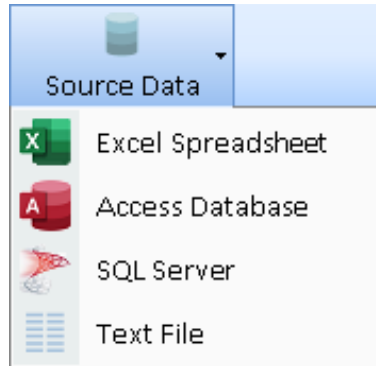 Source Data
Excel Spreadsheet
Access Database
SQL Server
Text File